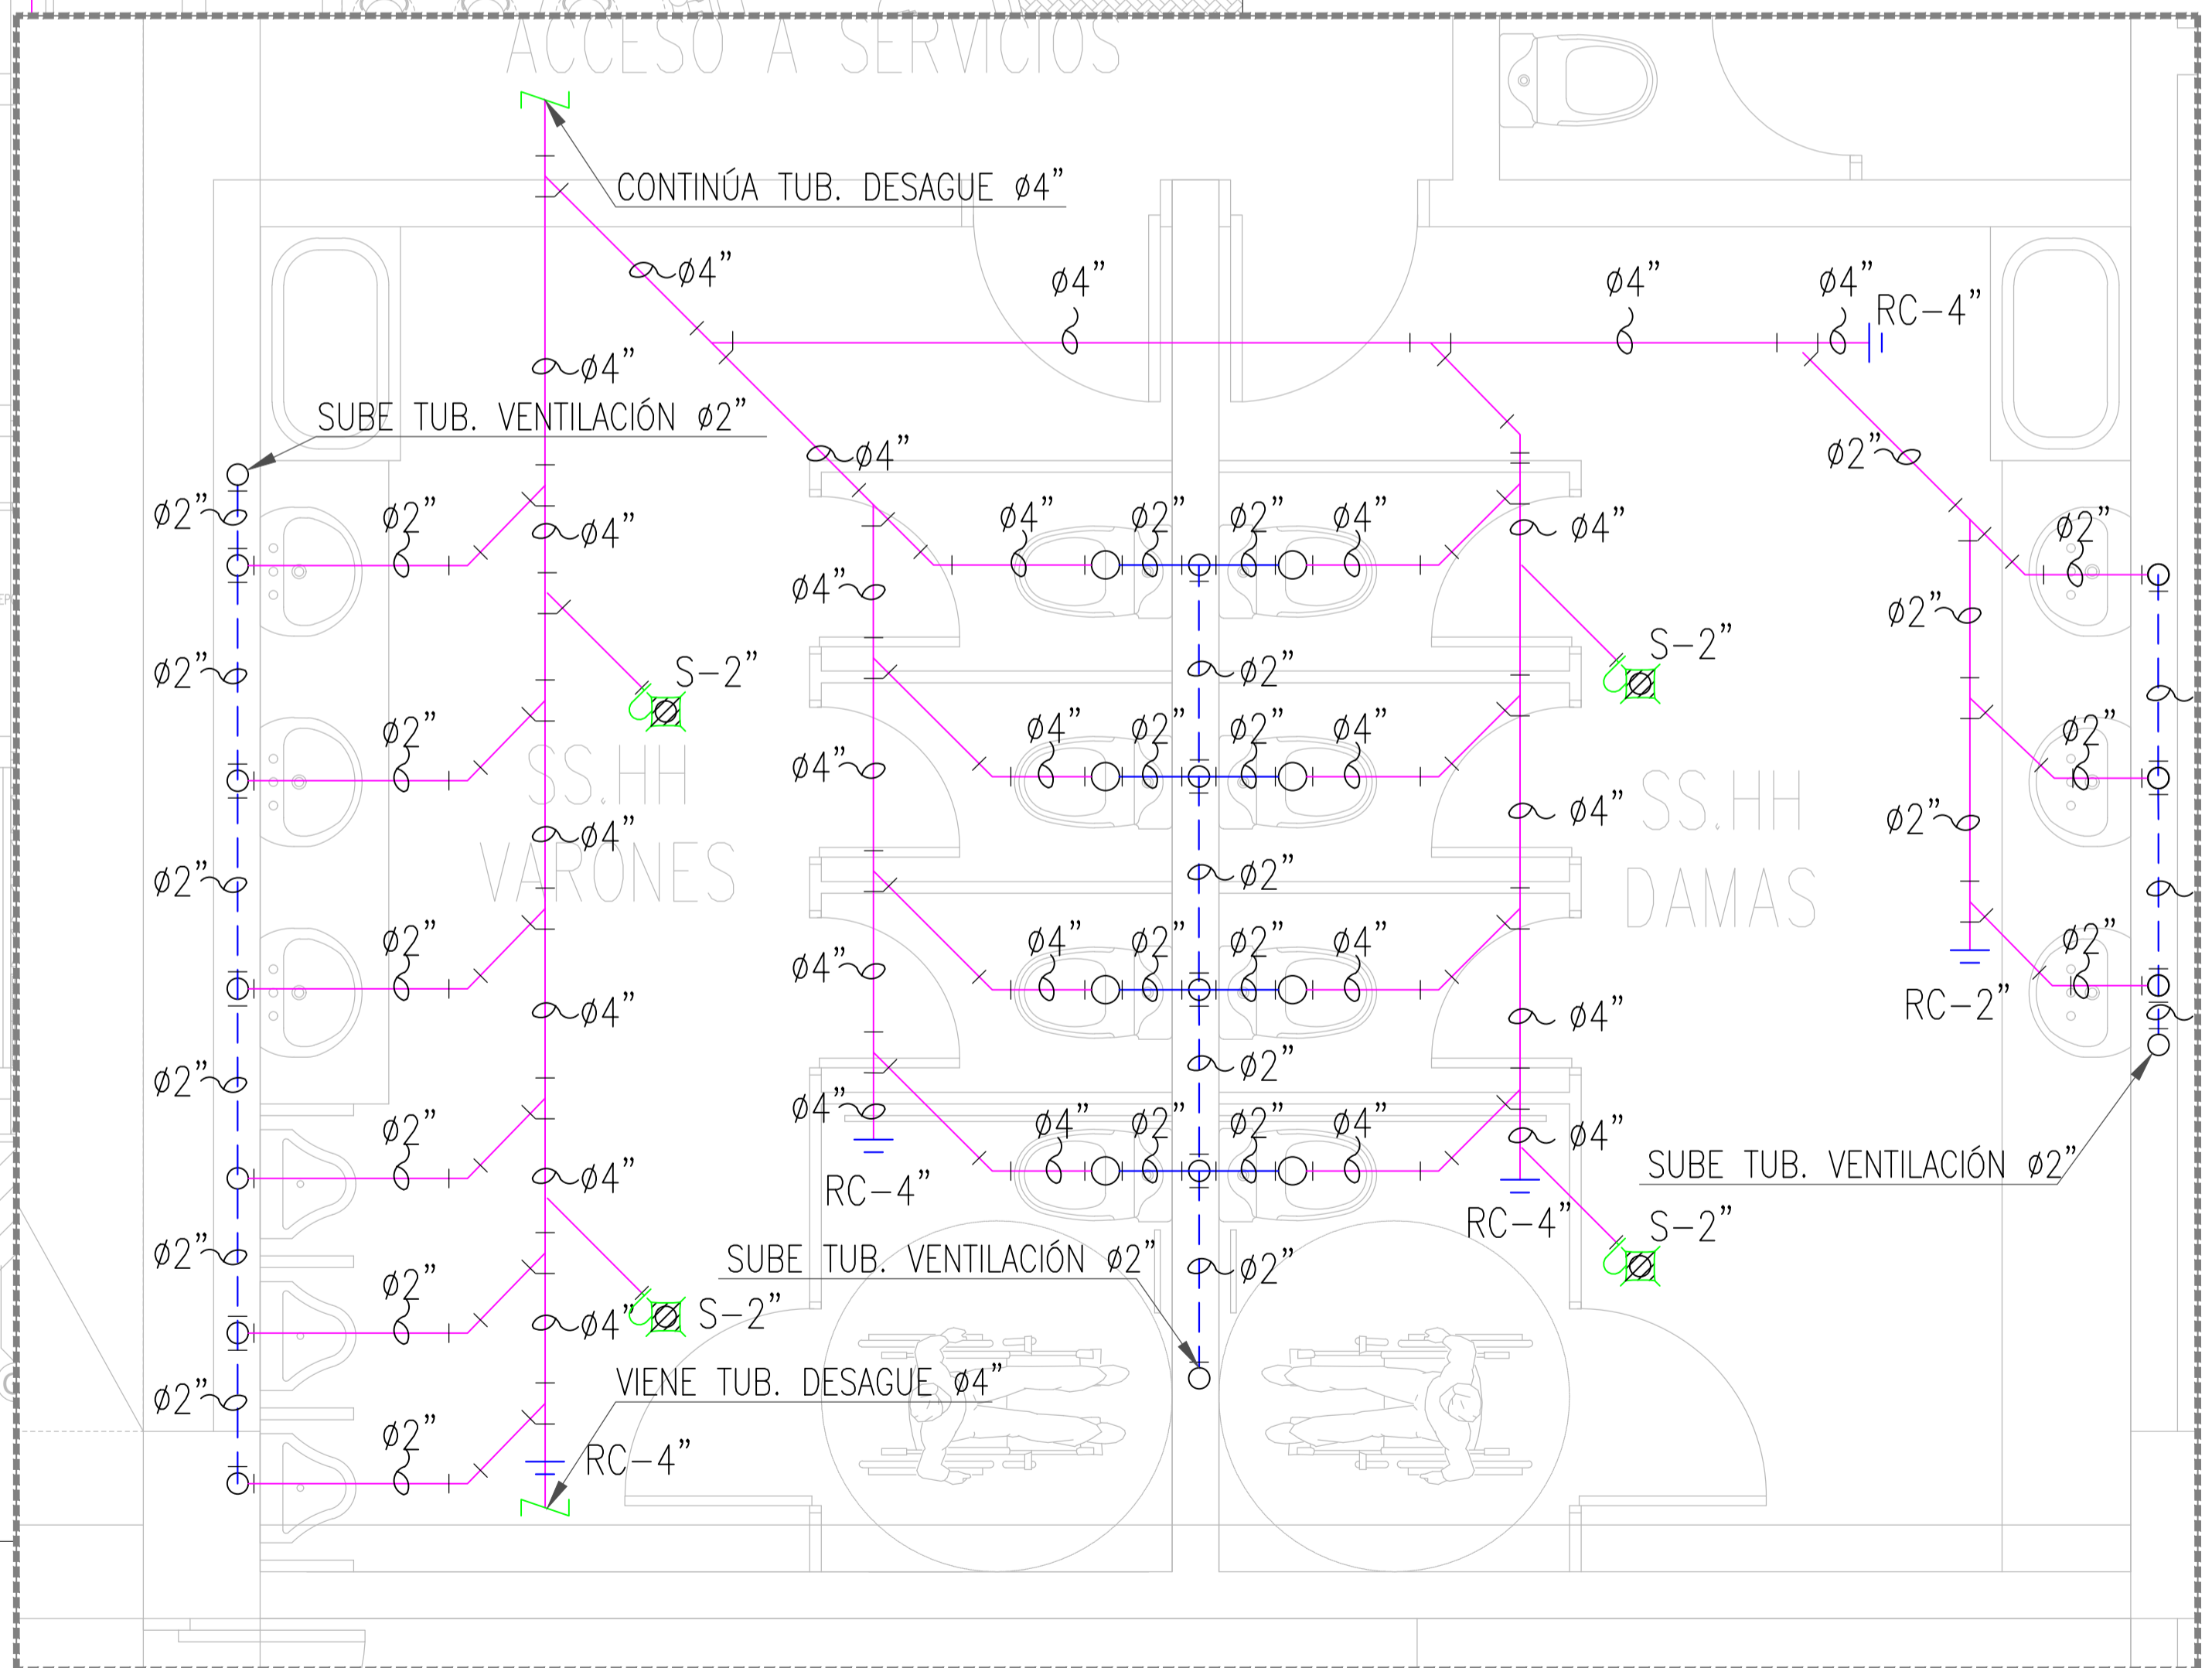 ACCESO A SERVICIOS
CONTINÚA TUB. DESAGUE ø4"
ø4"
ø4"
ø4"
ø4"
RC-4"
ø4"
SUBE TUB. VENTILACIÓN ø2"
ø4"
ø2"
ø2"
ø2"
ø4"
ø4"
ø2"
ø2"
ø4"
ø4"
ø2"
ø4"
ø2"
S-2"
S-2"
ø2"
ø2"
ø2"
ø4"
ø4"
ø2"
ø2"
ø4"
ø2"
SS.HH
VARONES
SS.HH
DAMAS
ø4"
ø4"
ø4"
ø2"
ø2"
ø2"
ø2"
ø4"
ø2"
ø2"
ø4"
ø2"
ø4"
ø4"
ø4"
RC-2"
ø2"
ø2"
ø2"
ø4"
ø4"
ø2"
ø2"
ø4"
ø4"
ø4"
SUBE TUB. VENTILACIÓN ø2"
RC-4"
RC-4"
S-2"
ø2"
ø2"
SUBE TUB. VENTILACIÓN ø2"
ø2"
ø4"
S-2"
VIENE TUB. DESAGUE ø4"
ø2"
ø2"
RC-4"